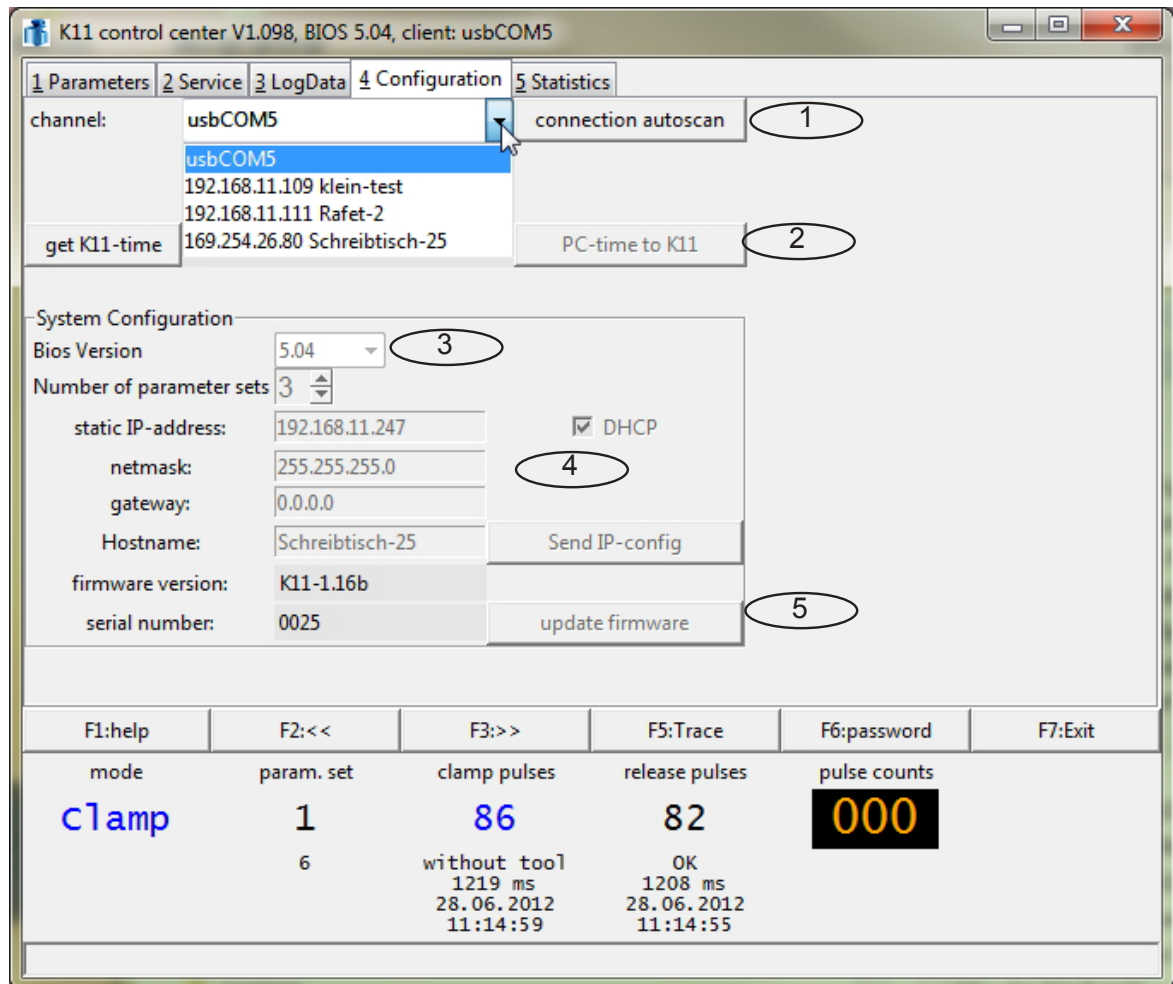 K11 control center V1.098, BIOS 5.04, client: usbCOM5
1 Parameters 2 Service 3 LogData 4 Configuration 5 Statistics
channel: usbCOM5 connection autoscan 1
usbCOM5
192.168.11.109 klein-test
192.168.11.111 Rafet-2
get K11-time 169.254.26.80 Schreibtisch-25 PC-time to K11 2
System Configuration
Bios Version 5.04 3
Number of parameter sets 3
static IP-address: 192.168.11.247 DHCP
netmask: 255.255.255.0 4
gateway: 0.0.0.0
Hostname: Schreibtisch-25 Send IP-config
firmware version: K11-1.16b
serial number: 0025 update firmware 5
F1:help F2:<< F3:>> F5:Trace F6:password F7:Exit
mode param. set clamp pulses release pulses pulse counts
clamp 1 86 82 000
6 without tool OK
1219 ms 1208 ms
28.06.2012 28.06.2012
11:14:59 11:14:55